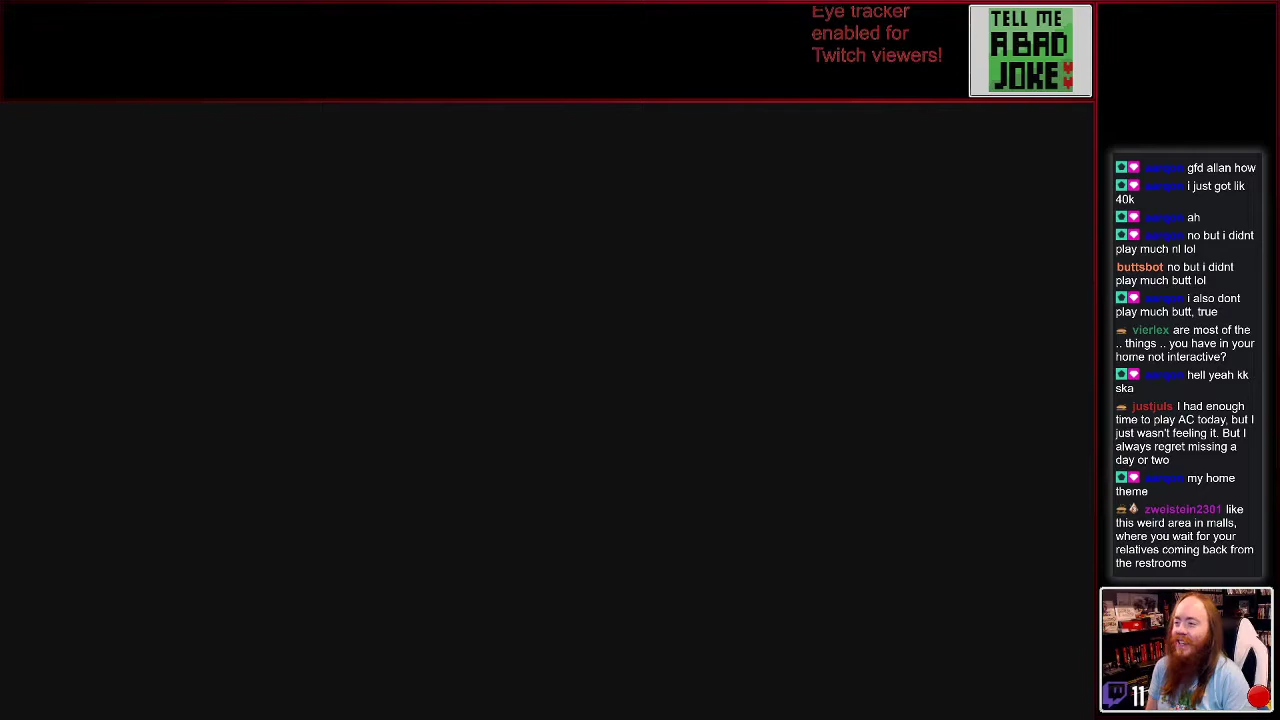 Eye tracker
enabled for
Twitch viewers!
TELL ME
A BAD
JOKE
gfd allan how
i just got lik
40k
ah
no but i didnt
play much nl lol
buttsbot no but i didnt
play much butt lol
i also dont
play much butt, true
vierlex are most of the
.. things .. you have in your
home not interactive?
hell yeah kk
ska
justjuls I had enough
time to play AC today, but I
just wasn't feeling it. But I
always regret missing a
day or two
my home
theme
zweistein2301 like
this weird area in malls,
where you wait for your
relatives coming back from
the restrooms
11